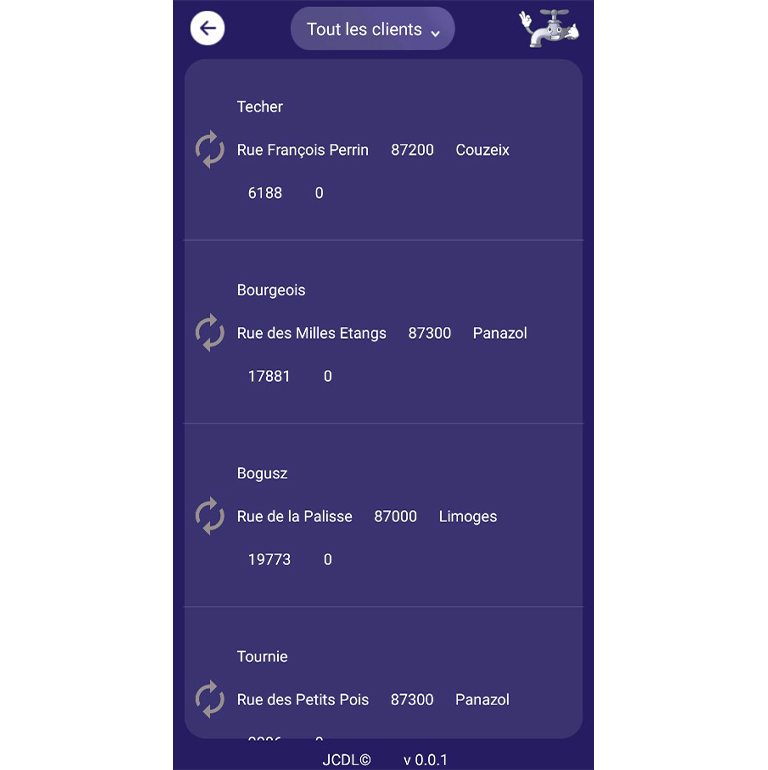 Tout les clients
Techer
Rue François Perrin 87200 Couzeix
6188 0
Bourgeois
Rue des Milles Etangs 87300 Panazol
17881 0
Bogusz
Rue de la Palisse 87000 Limoges
19773 0
Tournie
Rue des Petits Pois 87300 Panazol
JCDL© v 0.0.1